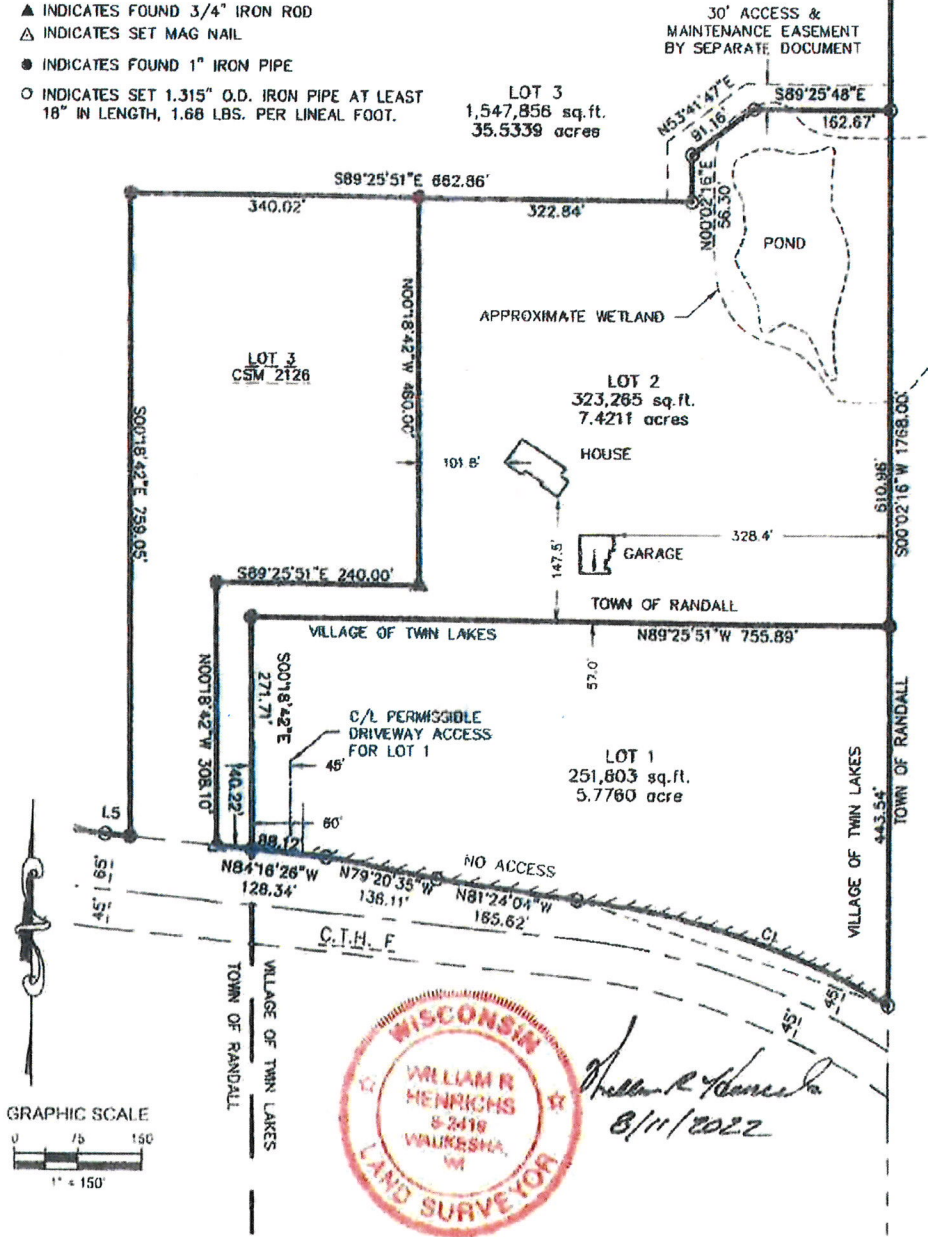 ▲ INDICATES FOUND 3/4" IRON ROD
△ INDICATES SET MAG NAIL
● INDICATES FOUND 1" IRON PIPE
○ INDICATES SET 1.315" O.D. IRON PIPE AT LEAST
18" IN LENGTH, 1.68 LBS. PER LINEAL FOOT.
30' ACCESS &
MAINTENANCE EASEMENT
BY SEPARATE DOCUMENT
LOT 3
1,547,856 sq.ft.
35.5339 acres
N53°41'47"E
91.16'
S89°25'48"E
162.67'
S89°25'51"E 662.86'
340.02'
322.84'
N00°02'16"E
56.30'
POND
APPROXIMATE WETLAND
LOT 3
CSM 2126
N00°18'42"W 460.00'
LOT 2
323,265 sq.ft.
7.4211 acres
HOUSE
101.8'
S00°18'42"E 759.05'
610.96'
S00°02'16"W 1768.00'
328.4'
147.5'
GARAGE
S89°25'51"E 240.00'
TOWN OF RANDALL
VILLAGE OF TWIN LAKES
N89°25'51"W 755.89'
57.0'
N00°18'42"W 308.10'
S00°18'42"E
271.71'
C/L PERMISSIBLE
DRIVEWAY ACCESS
FOR LOT 1
45'
LOT 1
251,603 sq.ft.
5.7760 acre
VILLAGE OF TWIN LAKES
443.54'
TOWN OF RANDALL
40.22'
60'
L5
88.12'
NO ACCESS
N84°16'26"W
128.34'
N79°20'35"W
136.11'
N81°24'04"W
165.62'
45' 65'
C.T.H. F
C1
45'
45'
TOWN OF RANDALL
VILLAGE OF TWIN LAKES
WISCONSIN
WILLIAM R
HENRICHS
S-2419
WAUKESHA,
WI
LAND SURVEYOR
8/11/2022
GRAPHIC SCALE
0 75 150
1" = 150'